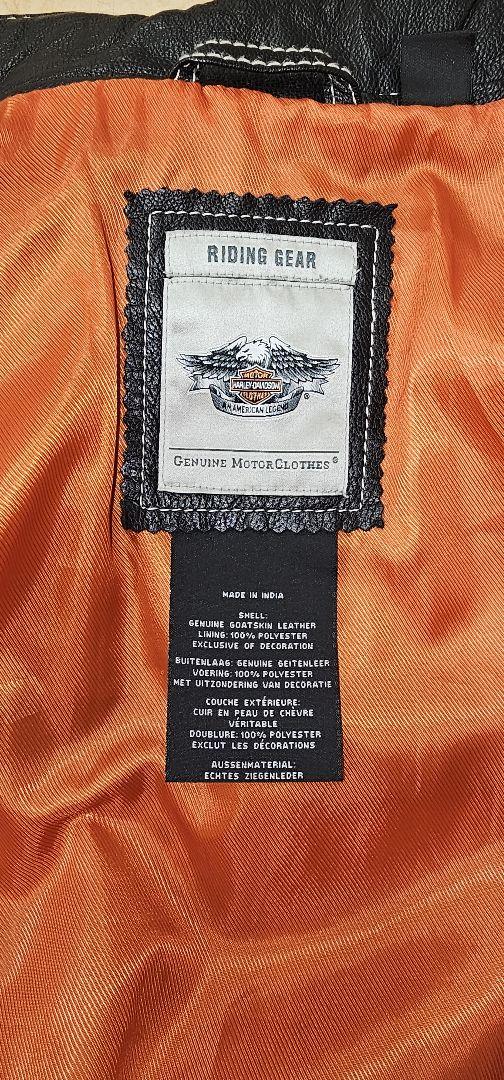 RIDING GEAR
MOTOR
HARLEY-DAVIDSON
CLOTHES
AN AMERICAN LEGEND
®
GENUINE MOTORCLOTHES®
MADE IN INDIA
SHELL:
GENUINE GOATSKIN LEATHER
LINING: 100% POLYESTER
EXCLUSIVE OF DECORATION
BUITENLAAG: GENUINE GEITENLEER
VOERING: 100% POLYESTER
MET UITZONDERING VAN DECORATIE
COUCHE EXTÉRIEURE:
CUIR EN PEAU DE CHÈVRE
VÉRITABLE
DOUBLURE: 100% POLYESTER
EXCLUT LES DÉCORATIONS
AUSSENMATERIAL:
ECHTES ZIEGENLEDER